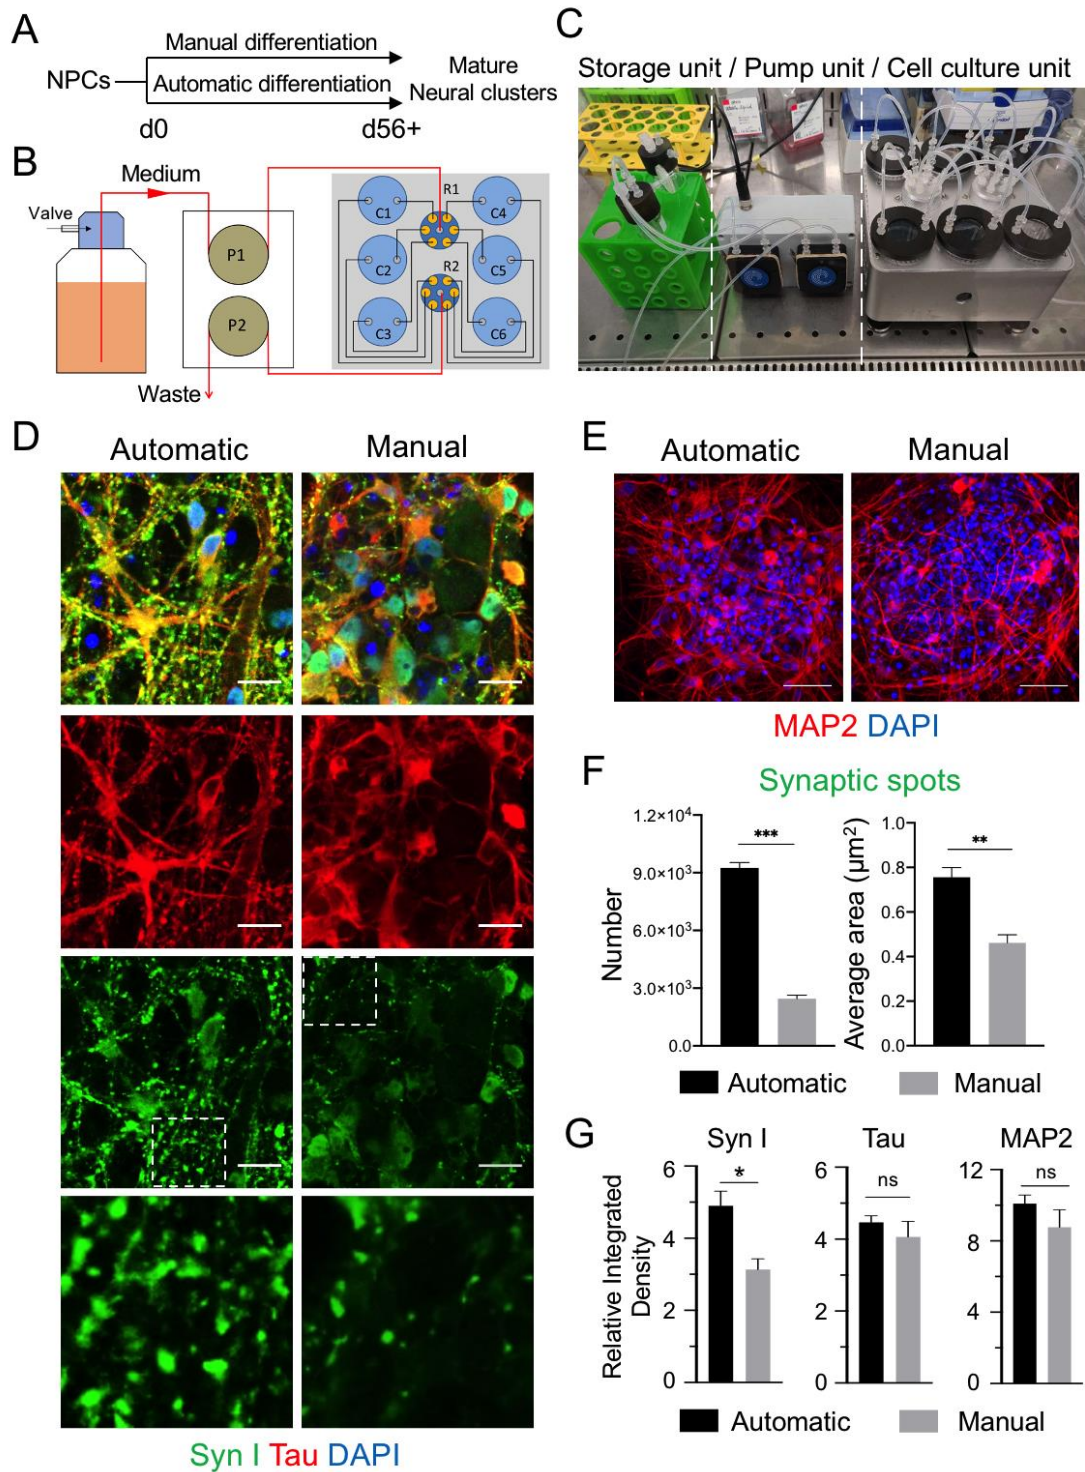 A
Manual differentiation
NPCs
Automatic differentiation
Mature
Neural clusters
d0
d56+
B
Medium
Valve
P1
P2
Waste
R1
R2
C1
C2
C3
C4
C5
C6
C
Storage unit / Pump unit / Cell culture unit
D
Automatic
Manual
Syn I Tau DAPI
E
Automatic
Manual
MAP2 DAPI
F
Synaptic spots
Number
1.2×10⁴
9.0×10³
6.0×10³
3.0×10³
0.0
***
Average area (μm²)
1.0
0.8
0.6
0.4
0.2
0.0
**
Automatic
Manual
G
Relative Integrated
Density
Syn I
6
4
2
0
*
Tau
6
4
2
0
ns
MAP2
12
8
4
0
ns
Automatic
Manual